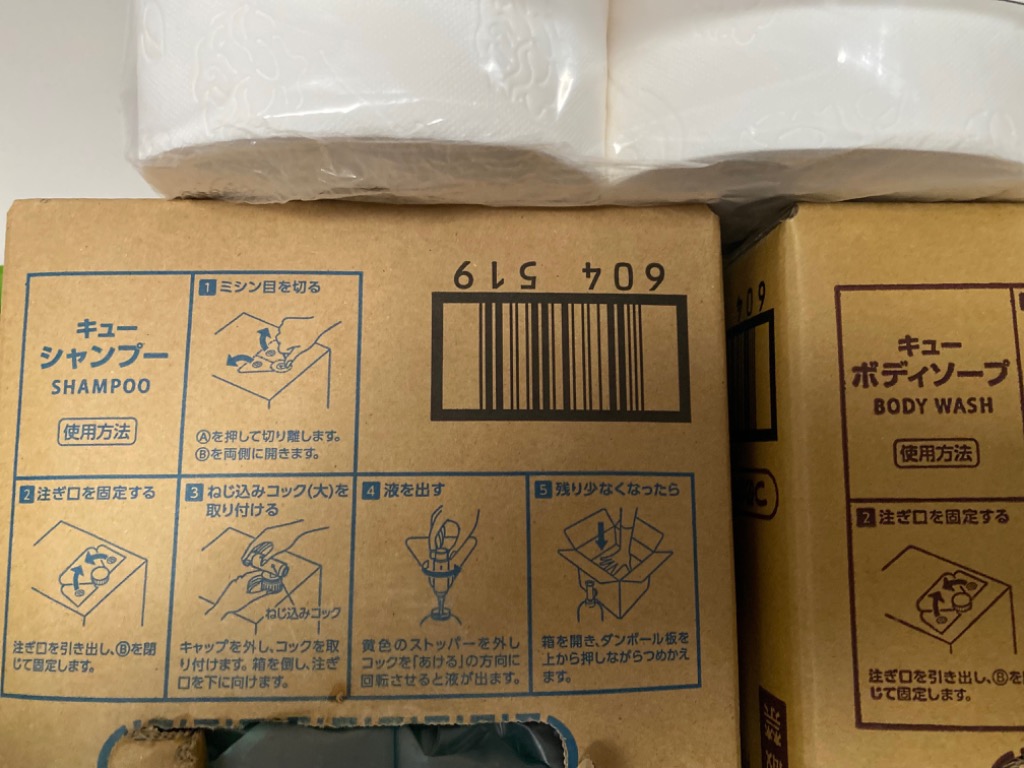 604 519
キュー
シャンプー
SHAMPOO
使用方法
1 ミシン目を切る
Ⓐを押して切り離します。
Ⓑを両側に開きます。
2 注ぎ口を固定する
注ぎ口を引き出し、Ⓑを閉
じて固定します。
3 ねじ込みコック(大)を
取り付ける
ねじ込みコック
キャップを外し、コックを取
り付けます。箱を倒し、注ぎ
口を下に向けます。
4 液を出す
黄色のストッパーを外し
コックを「あける」の方向に
回転させると液が出ます。
5 残り少なくなったら
箱を開き、ダンボール板を
上から押しながらつめかえ
ます。
604
キュー
ボディソープ
BODY WASH
使用方法
2 注ぎ口を固定する
注ぎ口を引き出し、Ⓑを
じて固定します。